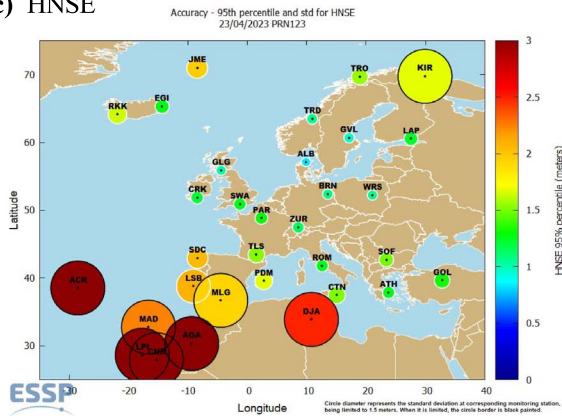 c) HNSE
Accuracy - 95th percentile and std for HNSE
23/04/2023 PRN123
70
60
50
40
30
Latitude
JME
TRO
KIR
RKK
EGI
TRD
GVL
LAP
GLG
ALB
CRK
SWA
BRN
WRS
PAR
ZUR
SDC
TLS
ROM
SOF
ACR
LSB
MLG
PDM
CTN
ATH
GOL
MAD
DJA
AGA
LPI
3
2.5
2
1.5
1
0.5
0
HNSE 95% percentile (meters)
-20
-10
0
10
20
30
40
Longitude
ESSP
Circle diameter represents the standard deviation at corresponding monitoring station,
being limited to 1.5 meters. When it is limited, the circle border is black painted.